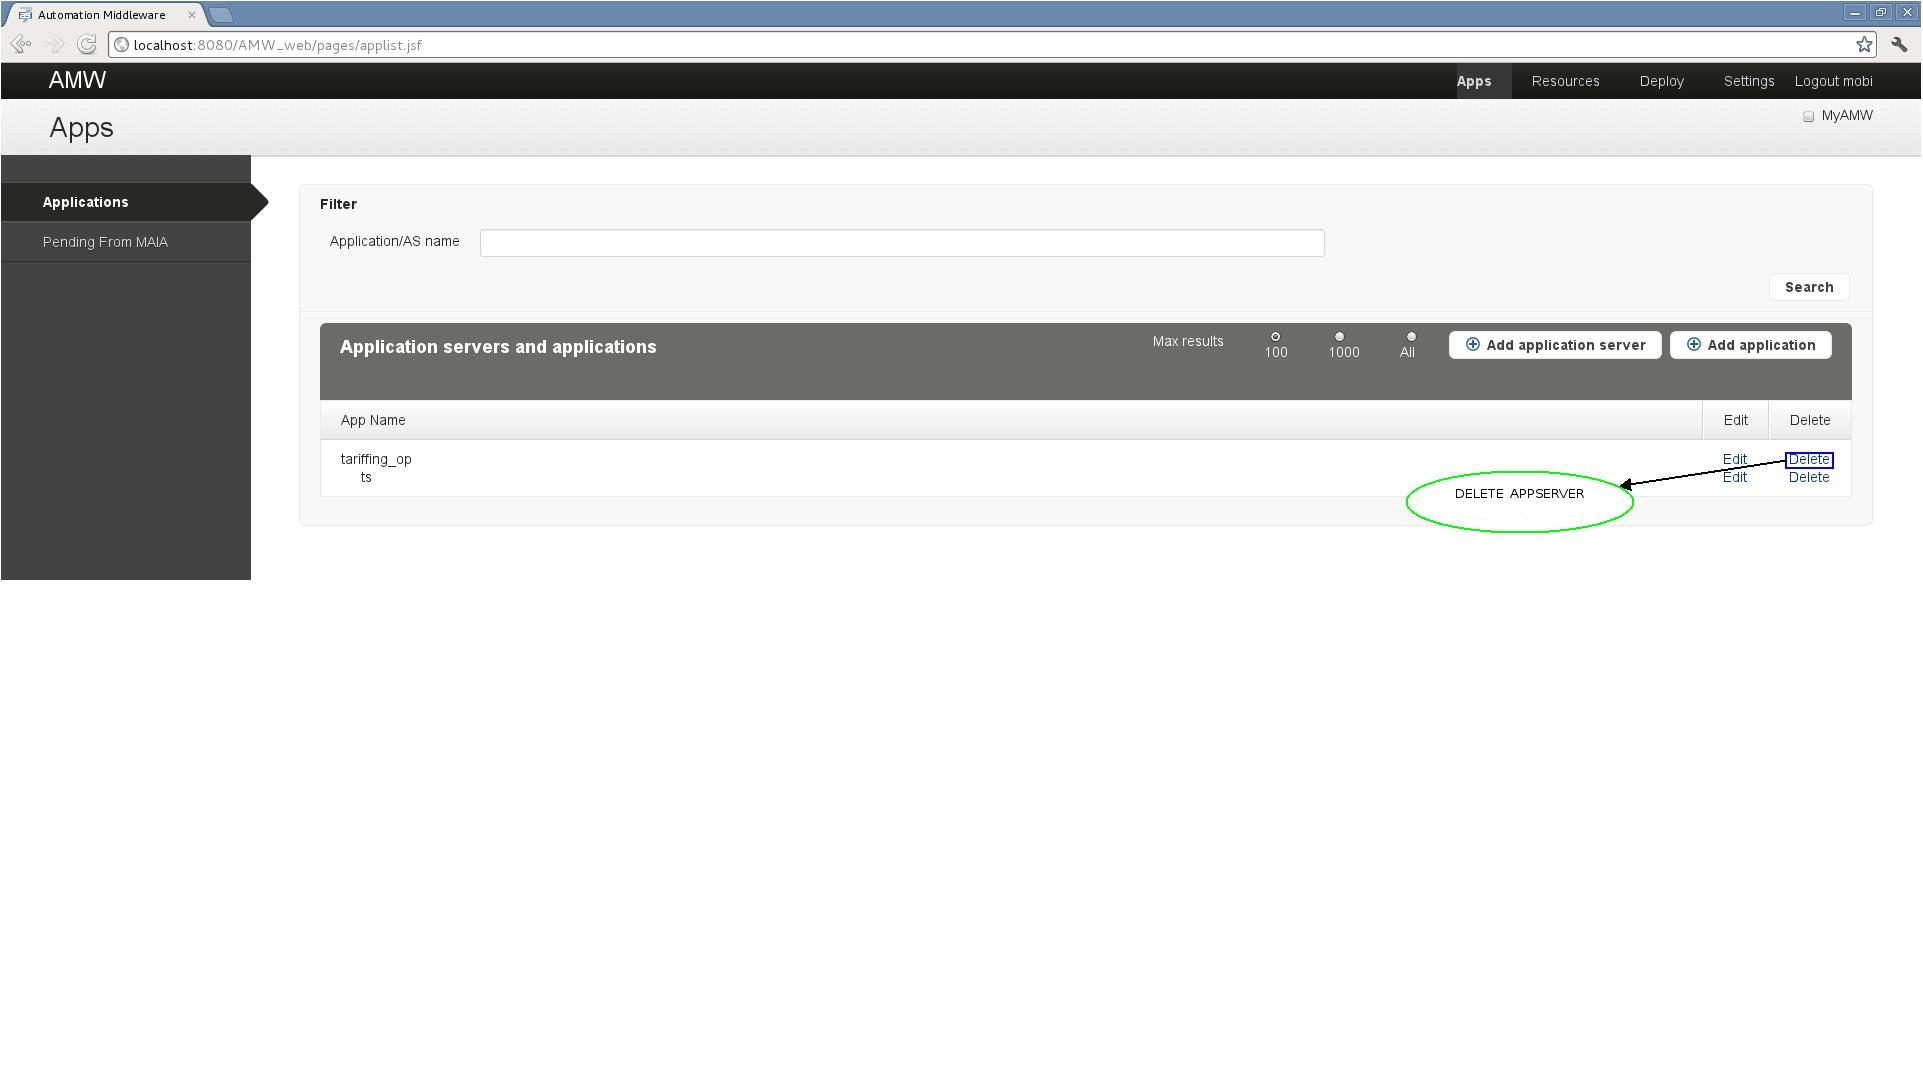 Automation Middleware
localhost:8080/AMW_web/pages/applist.jsf
AMW
Apps
Resources
Deploy
Settings
Logout mobi
Apps
MyAMW
Applications
Pending From MAIA
Filter
Application/AS name
Search
Application servers and applications
Max results
100
1000
All
Add application server
Add application
App Name
Edit
Delete
tariffing_op
Edit
Delete
ts
Edit
Delete
DELETE APPSERVER